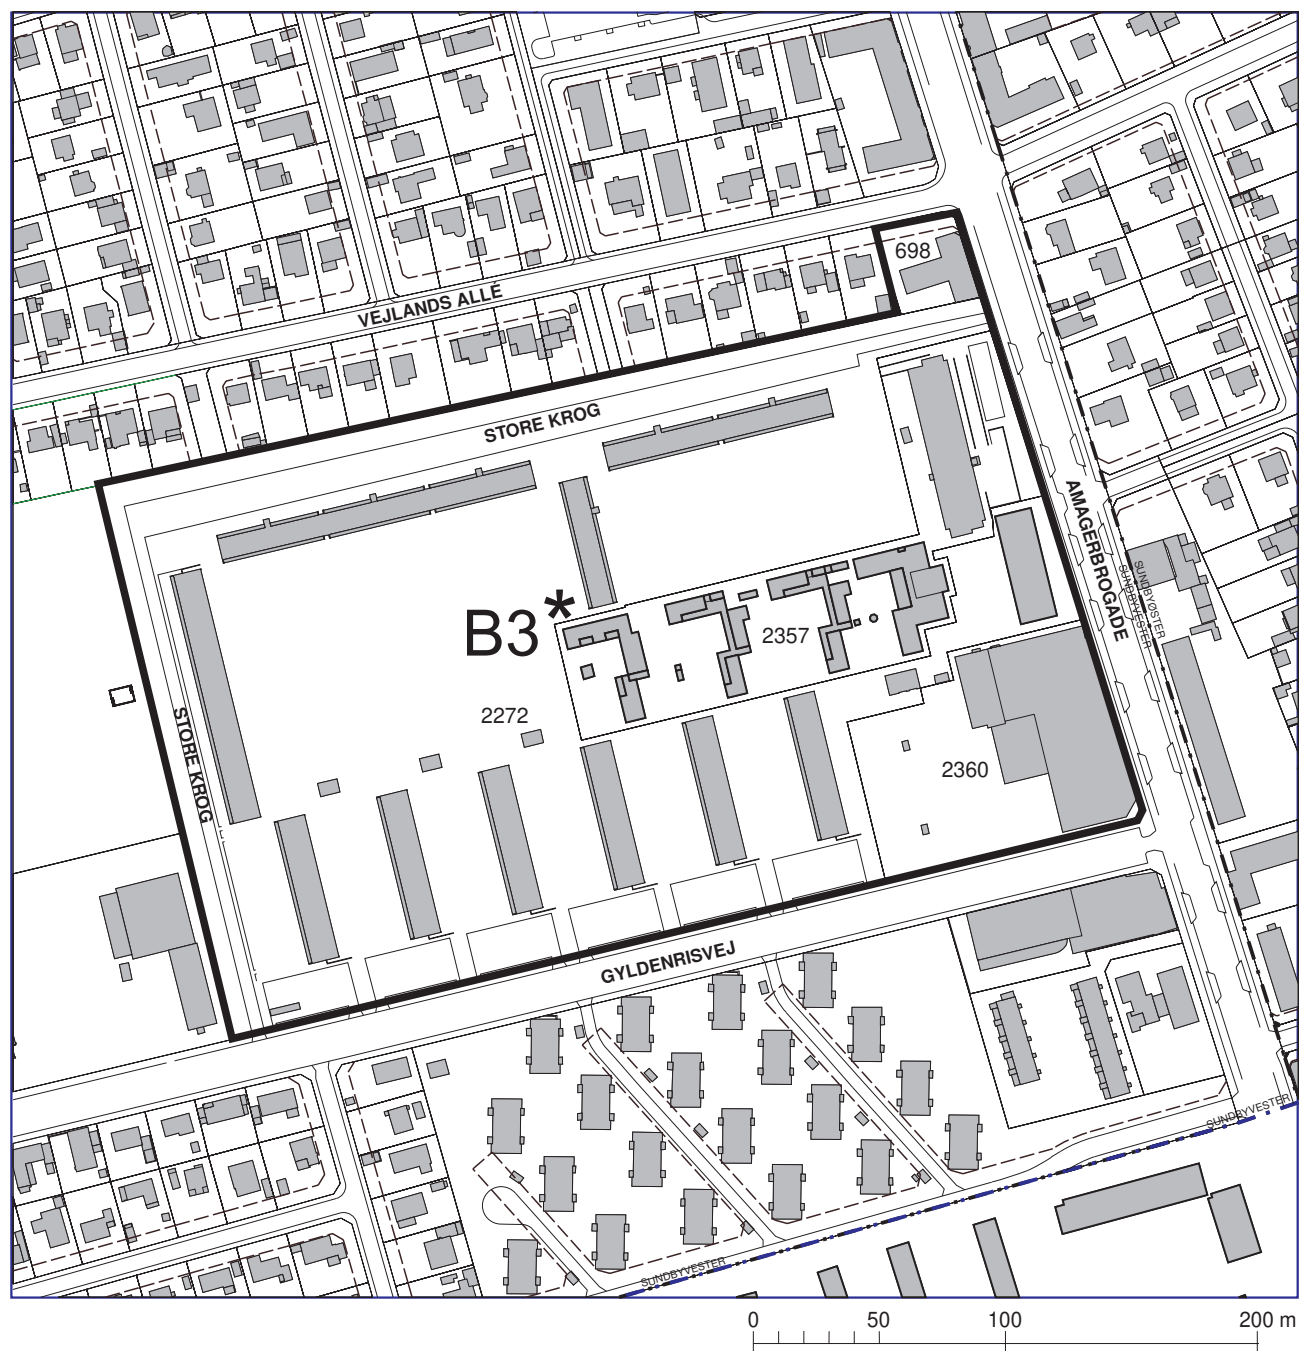 698
VEJLANDS ALLÉ
STORE KROG
AMAGERBROGADE
SUNDBYØSTER
SUNDBYVESTER
B3*
2357
2272
STORE KROG
2360
GYLDENRISVEJ
SUNDBYVESTER
SUNDBYVESTER
0 50 100 200 m